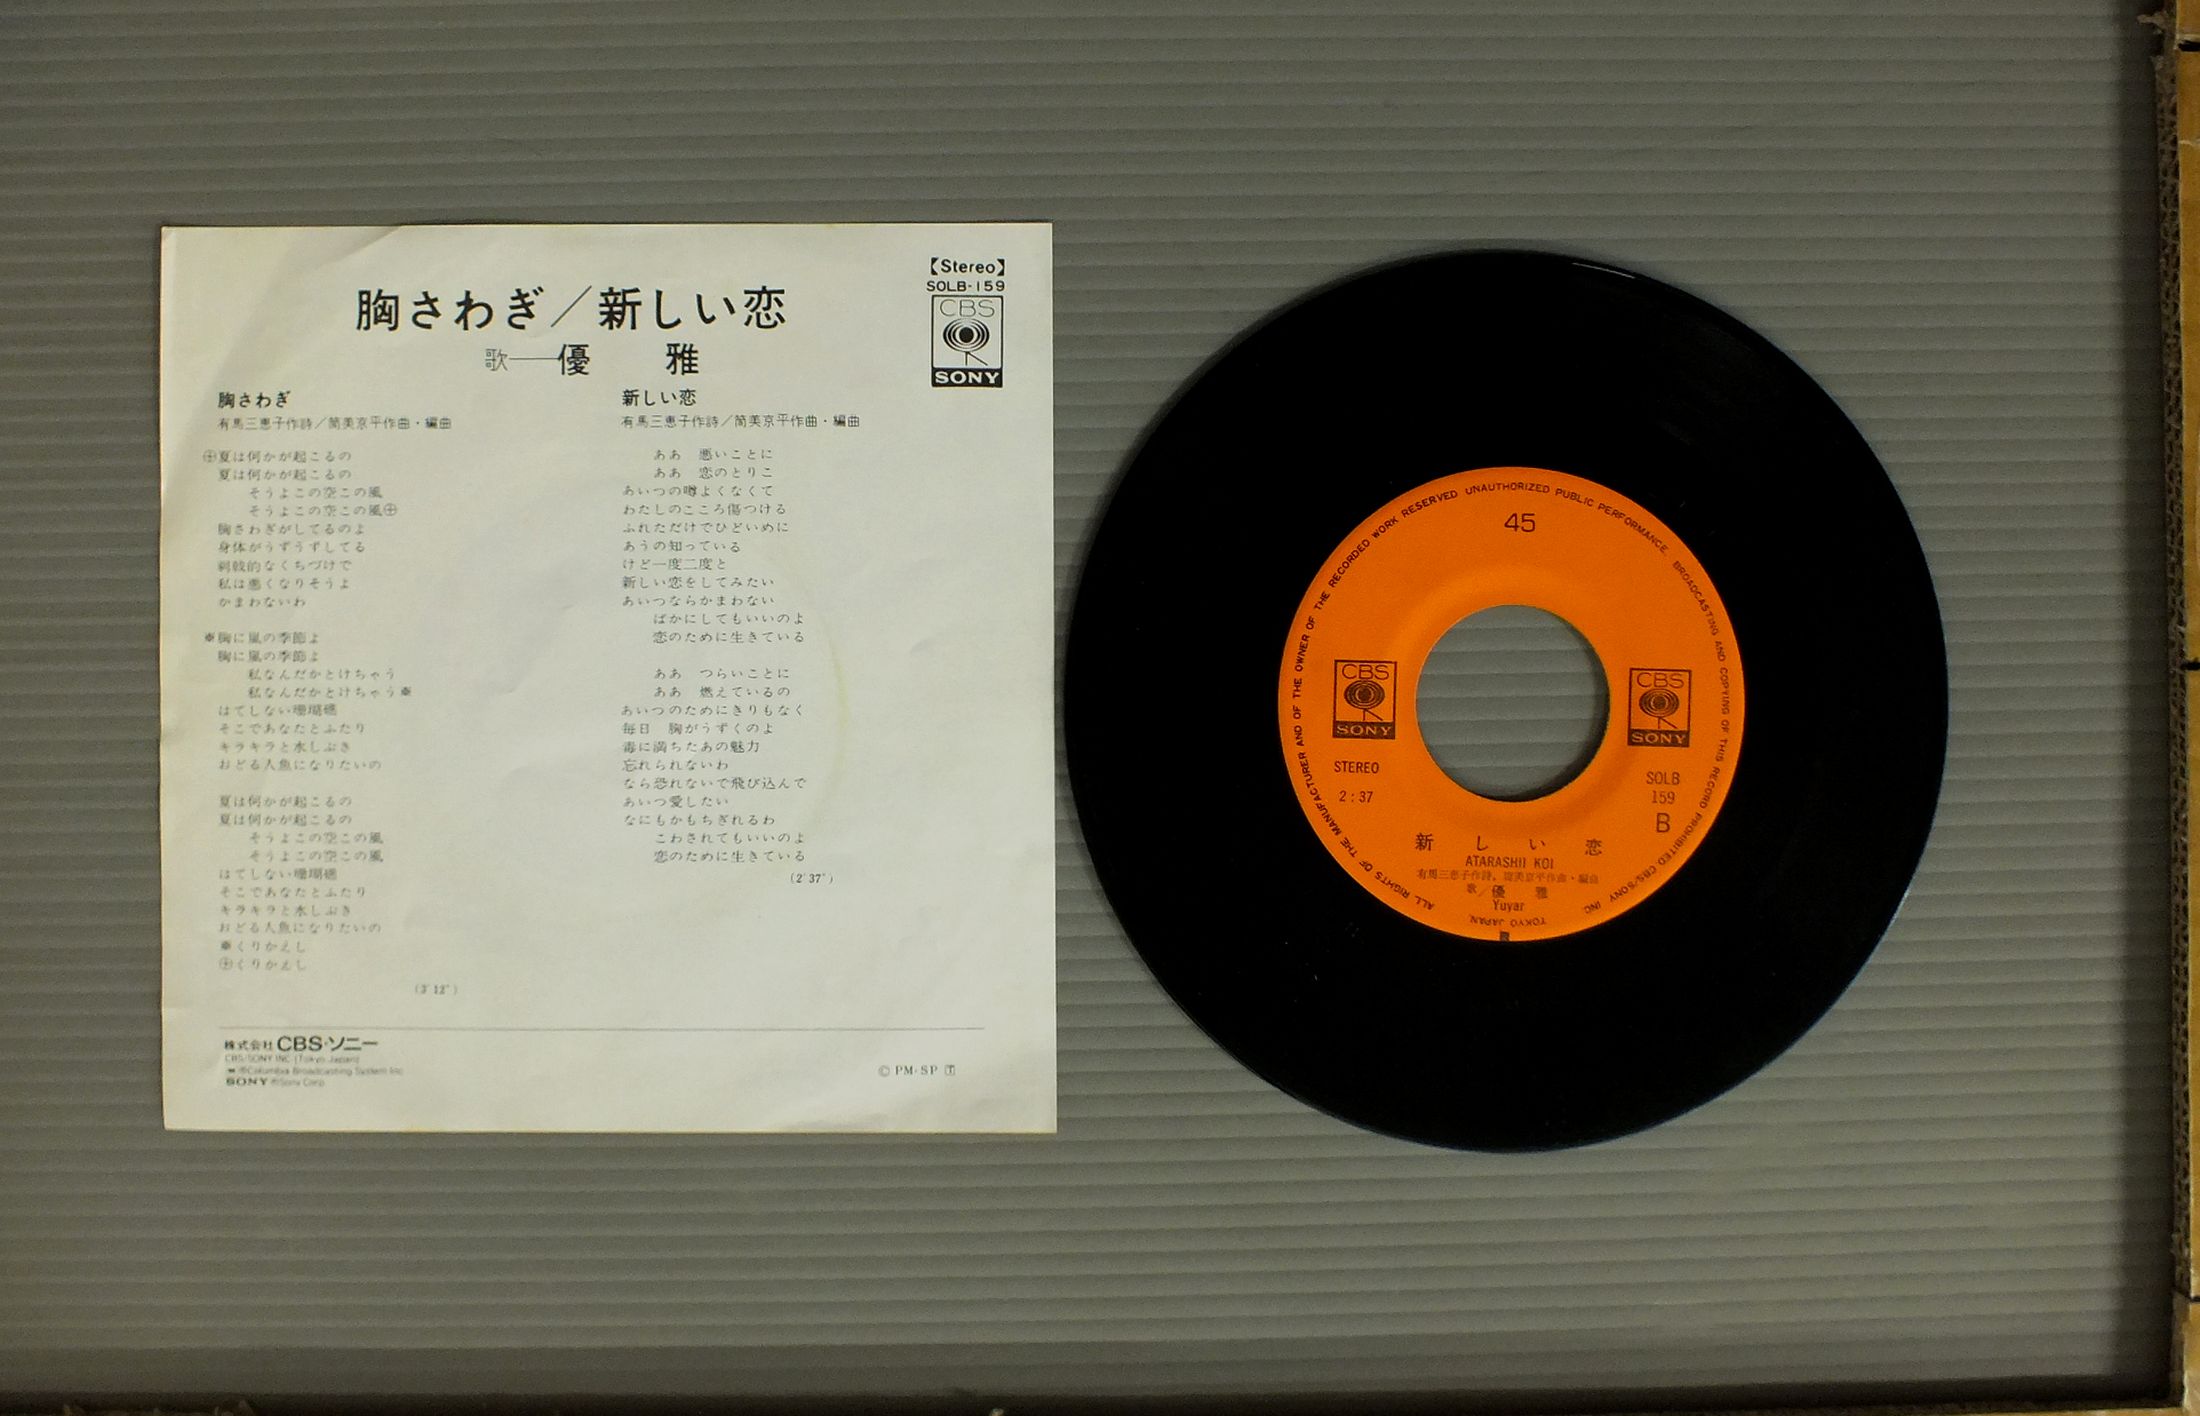 【Stereo】
SOLB-159
CBS
SONY
胸さわぎ／新しい恋
歌──優　雅
胸さわぎ
有馬三恵子作詩／筒美京平作曲・編曲
⊕夏は何かが起こるの
夏は何かが起こるの
そうよこの空この風
そうよこの空この風⊕
胸さわぎがしてるのよ
身体がうずうずしてる
刺戟的なくちづけで
私は悪くなりそうよ
かまわないわ
※胸に嵐の季節よ
胸に嵐の季節よ
私なんだかとけちゃう
私なんだかとけちゃう※
はてしない珊瑚礁
そこであなたとふたり
キラキラと水しぶき
おどる人魚になりたいの
夏は何かが起こるの
夏は何かが起こるの
そうよこの空この風
そうよこの空この風
はてしない珊瑚礁
そこであなたとふたり
キラキラと水しぶき
おどる人魚になりたいの
※くりかえし
⊕くりかえし
(3'12")
新しい恋
有馬三恵子作詩／筒美京平作曲・編曲
ああ　悪いことに
ああ　恋のとりこ
あいつの噂よくなくて
わたしのこころ傷つける
ふれただけでひどいめに
あうの知っている
けど一度二度と
新しい恋をしてみたい
あいつならかまわない
ばかにしてもいいのよ
恋のために生きている
ああ　つらいことに
ああ　燃えているの
あいつのためにきりもなく
毎日　胸がうずくのよ
毒に満ちたあの魅力
忘れられないわ
なら恐れないで飛び込んで
あいつ愛したい
なにもかもちぎれるわ
こわされてもいいのよ
恋のために生きている
(2'37")
株式会社CBS・ソニー
CBS/SONY INC. (Tokyo Japan)
®Columbia Broadcasting System Inc
SONY ®Sony Corp.
© PM-SP Ⓣ
45
CBS
SONY
CBS
SONY
STEREO
2:37
SOLB
159
B
新しい恋
ATARASHII KOI
有馬三恵子作詩，筒美京平作曲・編曲
歌／優　雅
Yuyar
ALL RIGHTS OF THE MANUFACTURER AND OF THE OWNER OF THE RECORDED WORK RESERVED UNAUTHORIZED PUBLIC PERFORMANCE, BROADCASTING AND COPYING OF THIS RECORD PROHIBITED CBS/SONY INC
TOKYO JAPAN